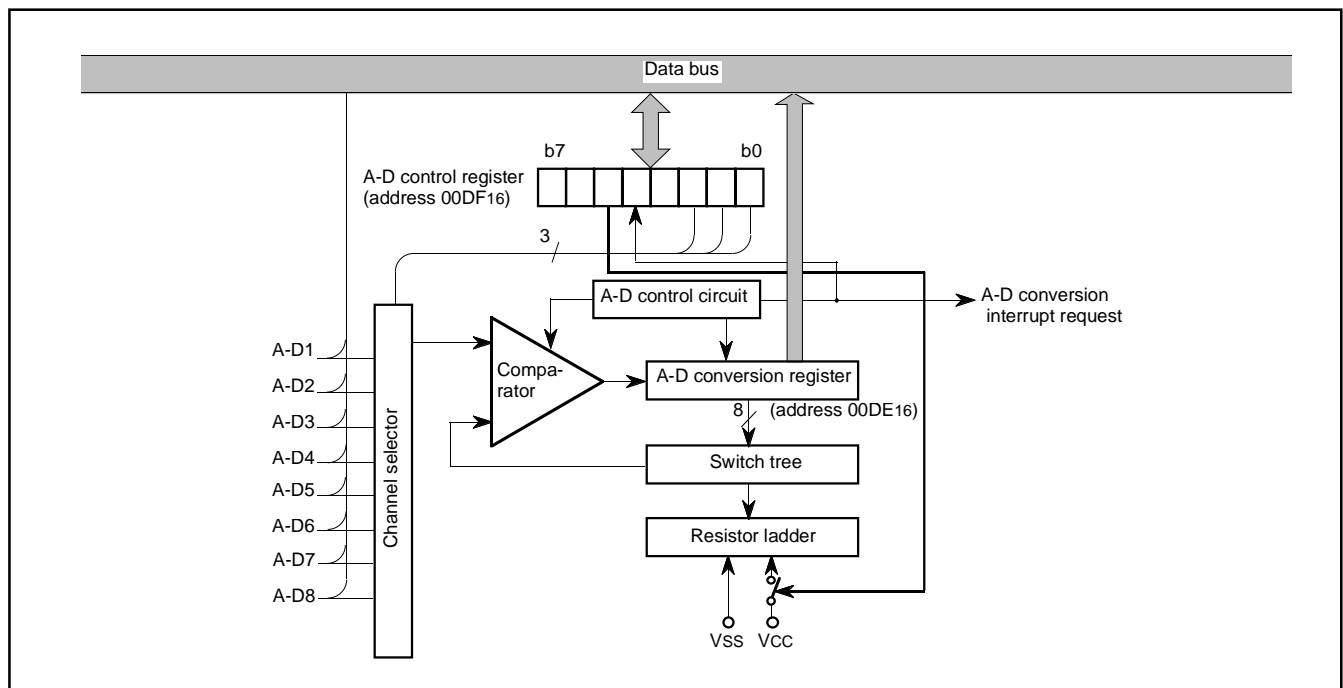 Data bus
b7 b0
A-D control register
(address 00DF16)
3
A-D control circuit
A-D conversion
interrupt request
A-D1
A-D2
A-D3
A-D4
A-D5
A-D6
A-D7
A-D8
Channel selector
Compa-
rator
A-D conversion register
8 (address 00DE16)
Switch tree
Resistor ladder
VSS VCC